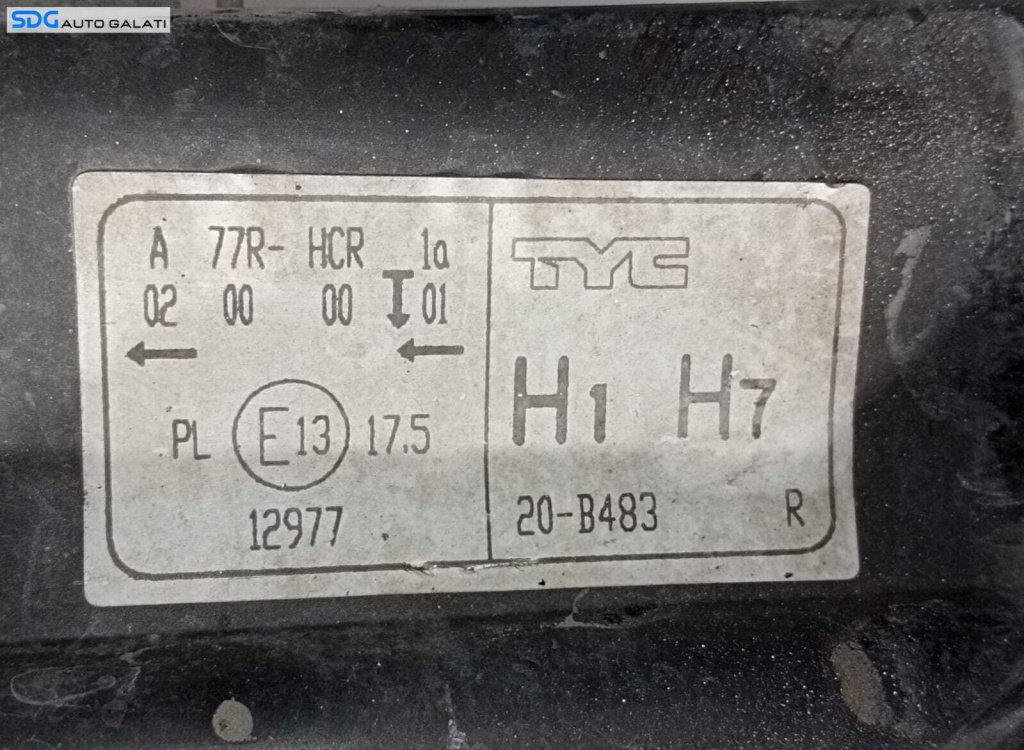 SDG AUTO GALATI
A 77R- HCR 1a
02 00 00 01
PL E13 17.5
12977
TYC
H1 H7
20-B483 R